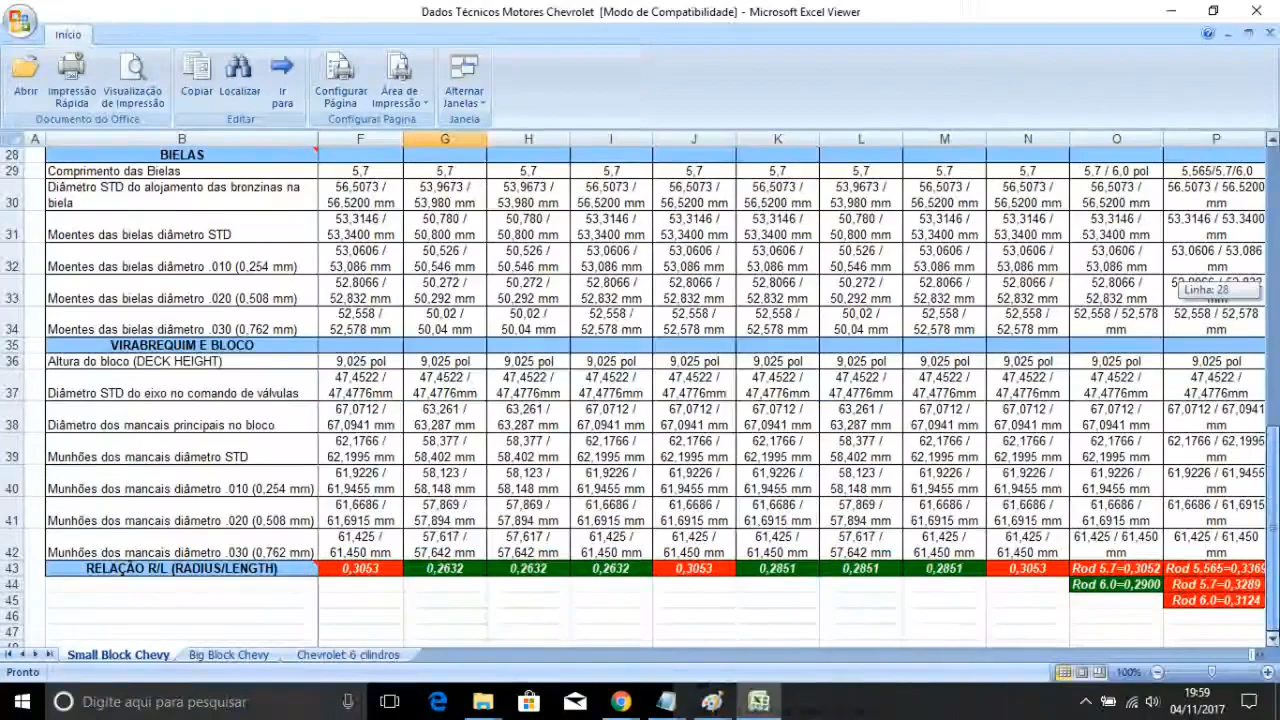 Dados Técnicos Motores Chevrolet [Modo de Compatibilidade] - Microsoft Excel Viewer
Início
Abrir Impressão Rápida Visualização de Impressão Copiar Localizar Ir para Configurar Página Área de Impressão Alternar Janelas
Documento do Office Editar Configurar Página Janela
A B F G H I J K L M N O P
28 BIELAS
29 Comprimento das Bielas 5,7 5,7 5,7 5,7 5,7 5,7 5,7 5,7 5,7 5,7 / 6,0 pol 5,565/5.7/6,0
30 Diâmetro STD do alojamento das bronzinas na biela 56,5073 / 56,5200 mm 53,9673 / 53,980 mm 53,9673 / 53,980 mm 56,5073 / 56,5200 mm 56,5073 / 56,5200 mm 56,5073 / 56,5200 mm 53,9673 / 53,980 mm 56,5073 / 56,5200 mm 56,5073 / 56,5200 mm 56,5073 / 56,5200 mm 56,5073 / 56,5200 mm
31 Moentes das bielas diâmetro STD 53,3146 / 53,3400 mm 50,780 / 50,800 mm 50,780 / 50,800 mm 53,3146 / 53,3400 mm 53,3146 / 53,3400 mm 53,3146 / 53,3400 mm 50,780 / 50,800 mm 53,3146 / 53,3400 mm 53,3146 / 53,3400 mm 53,3146 / 53,3400 mm 53,3146 / 53,3400 mm
32 Moentes das bielas diâmetro .010 (0,254 mm) 53,0606 / 53,086 mm 50,526 / 50,546 mm 50,526 / 50,546 mm 53,0606 / 53,086 mm 53,0606 / 53,086 mm 53,0606 / 53,086 mm 50,526 / 50,546 mm 53,0606 / 53,086 mm 53,0606 / 53,086 mm 53,0606 / 53,086 mm 53,0606 / 53,086 mm
33 Moentes das bielas diâmetro .020 (0,508 mm) 52,8066 / 52,832 mm 50,272 / 50,292 mm 50,272 / 50,292 mm 52,8066 / 52,832 mm 52,8066 / 52,832 mm 52,8066 / 52,832 mm 50,272 / 50,292 mm 52,8066 / 52,832 mm 52,8066 / 52,832 mm 52,8066 / 52,832 mm
Linha: 28
34 Moentes das bielas diâmetro .030 (0,762 mm) 52,558 / 52,578 mm 50,02 / 50,04 mm 50,02 / 50,04 mm 52,558 / 52,578 mm 52,558 / 52,578 mm 52,558 / 52,578 mm 50,02 / 50,04 mm 52,558 / 52,578 mm 52,558 / 52,578 mm 52,558 / 52,578 mm 52,558 / 52,578 mm
35 VIRABREQUIM E BLOCO
36 Altura do bloco (DECK HEIGHT) 9,025 pol 9,025 pol 9,025 pol 9,025 pol 9,025 pol 9,025 pol 9,025 pol 9,025 pol 9,025 pol 9,025 pol 9,025 pol
37 Diâmetro STD do eixo no comando de válvulas 47,4522 / 47,4776mm 47,4522 / 47,4776mm 47,4522 / 47,4776mm 47,4522 / 47,4776mm 47,4522 / 47,4776mm 47,4522 / 47,4776mm 47,4522 / 47,4776mm 47,4522 / 47,4776mm 47,4522 / 47,4776mm 47,4522 / 47,4776mm 47,4522 / 47,4776mm
38 Diâmetro dos mancais principais no bloco 67,0712 / 67,0941 mm 63,261 / 63,287 mm 63,261 / 63,287 mm 67,0712 / 67,0941 mm 67,0712 / 67,0941 mm 67,0712 / 67,0941 mm 63,261 / 63,287 mm 67,0712 / 67,0941 mm 67,0712 / 67,0941 mm 67,0712 / 67,0941 mm 67,0712 / 67,0941 mm
39 Munhões dos mancais diâmetro STD 62,1766 / 62,1995 mm 58,377 / 58,402 mm 58,377 / 58,402 mm 62,1766 / 62,1995 mm 62,1766 / 62,1995 mm 62,1766 / 62,1995 mm 58,377 / 58,402 mm 62,1766 / 62,1995 mm 62,1766 / 62,1995 mm 62,1766 / 62,1995 mm 62,1766 / 62,1995 mm
40 Munhões dos mancais diâmetro .010 (0,254 mm) 61,9226 / 61,9455 mm 58,123 / 58,148 mm 58,123 / 58,148 mm 61,9226 / 61,9455 mm 61,9226 / 61,9455 mm 61,9226 / 61,9455 mm 58,123 / 58,148 mm 61,9226 / 61,9455 mm 61,9226 / 61,9455 mm 61,9226 / 61,9455 mm 61,9226 / 61,9455 mm
41 Munhões dos mancais diâmetro .020 (0,508 mm) 61,6686 / 61,6915 mm 57,869 / 57,894 mm 57,869 / 57,894 mm 61,6686 / 61,6915 mm 61,6686 / 61,6915 mm 61,6686 / 61,6915 mm 57,869 / 57,894 mm 61,6686 / 61,6915 mm 61,6686 / 61,6915 mm 61,6686 / 61,6915 mm 61,6686 / 61,6915 mm
42 Munhões dos mancais diâmetro .030 (0,762 mm) 61,425 / 61,450 mm 57,617 / 57,642 mm 57,617 / 57,642 mm 61,425 / 61,450 mm 61,425 / 61,450 mm 61,425 / 61,450 mm 57,617 / 57,642 mm 61,425 / 61,450 mm 61,425 / 61,450 mm 61,425 / 61,450 mm 61,425 / 61,450 mm
43 RELAÇÃO R/L (RADIUS/LENGTH) 0,3053 0,2632 0,2632 0,2632 0,3053 0,2851 0,2851 0,2851 0,3053 Rod 5.7=0,3052 Rod 5.565=0,3369
44 Rod 6.0=0,2900 Rod 5.7=0,3289
45 Rod 6.0=0,3124
46
47
Small Block Chevy Big Block Chevy Chevrolet 6 cilindros
Pronto 100%
Digite aqui para pesquisar
19:59
04/11/2017